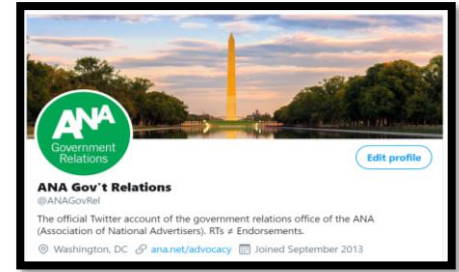 ANA
Government
Relations
Edit profile
ANA Gov't Relations
@ANAGovRel
The official Twitter account of the government relations office of the ANA
(Association of National Advertisers). RTs ≠ Endorsements.
Washington, DC ana.net/advocacy Joined September 2013